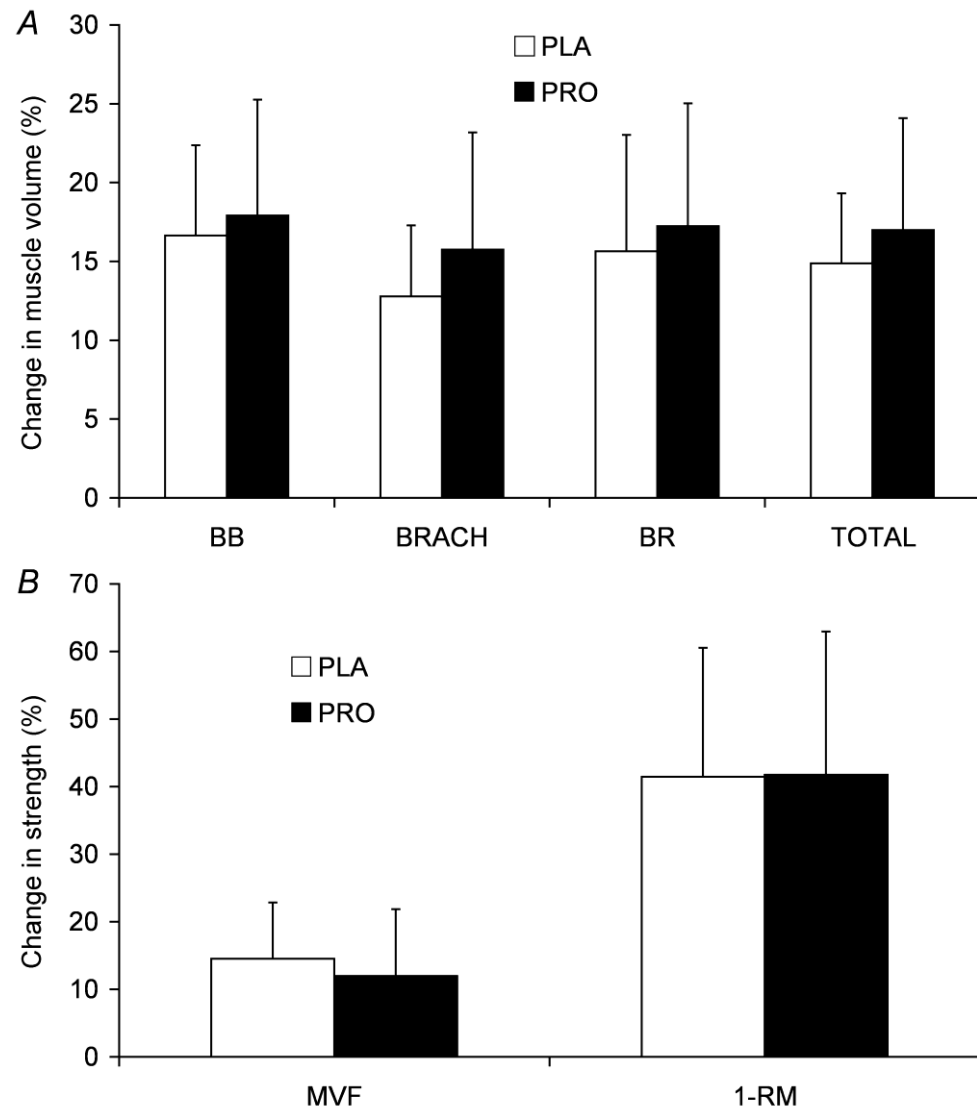 A
Change in muscle volume (%)
30
25
20
15
10
5
0
PLA
PRO
BB BRACH BR TOTAL
B
Change in strength (%)
70
60
50
40
30
20
10
0
PLA
PRO
MVF 1-RM